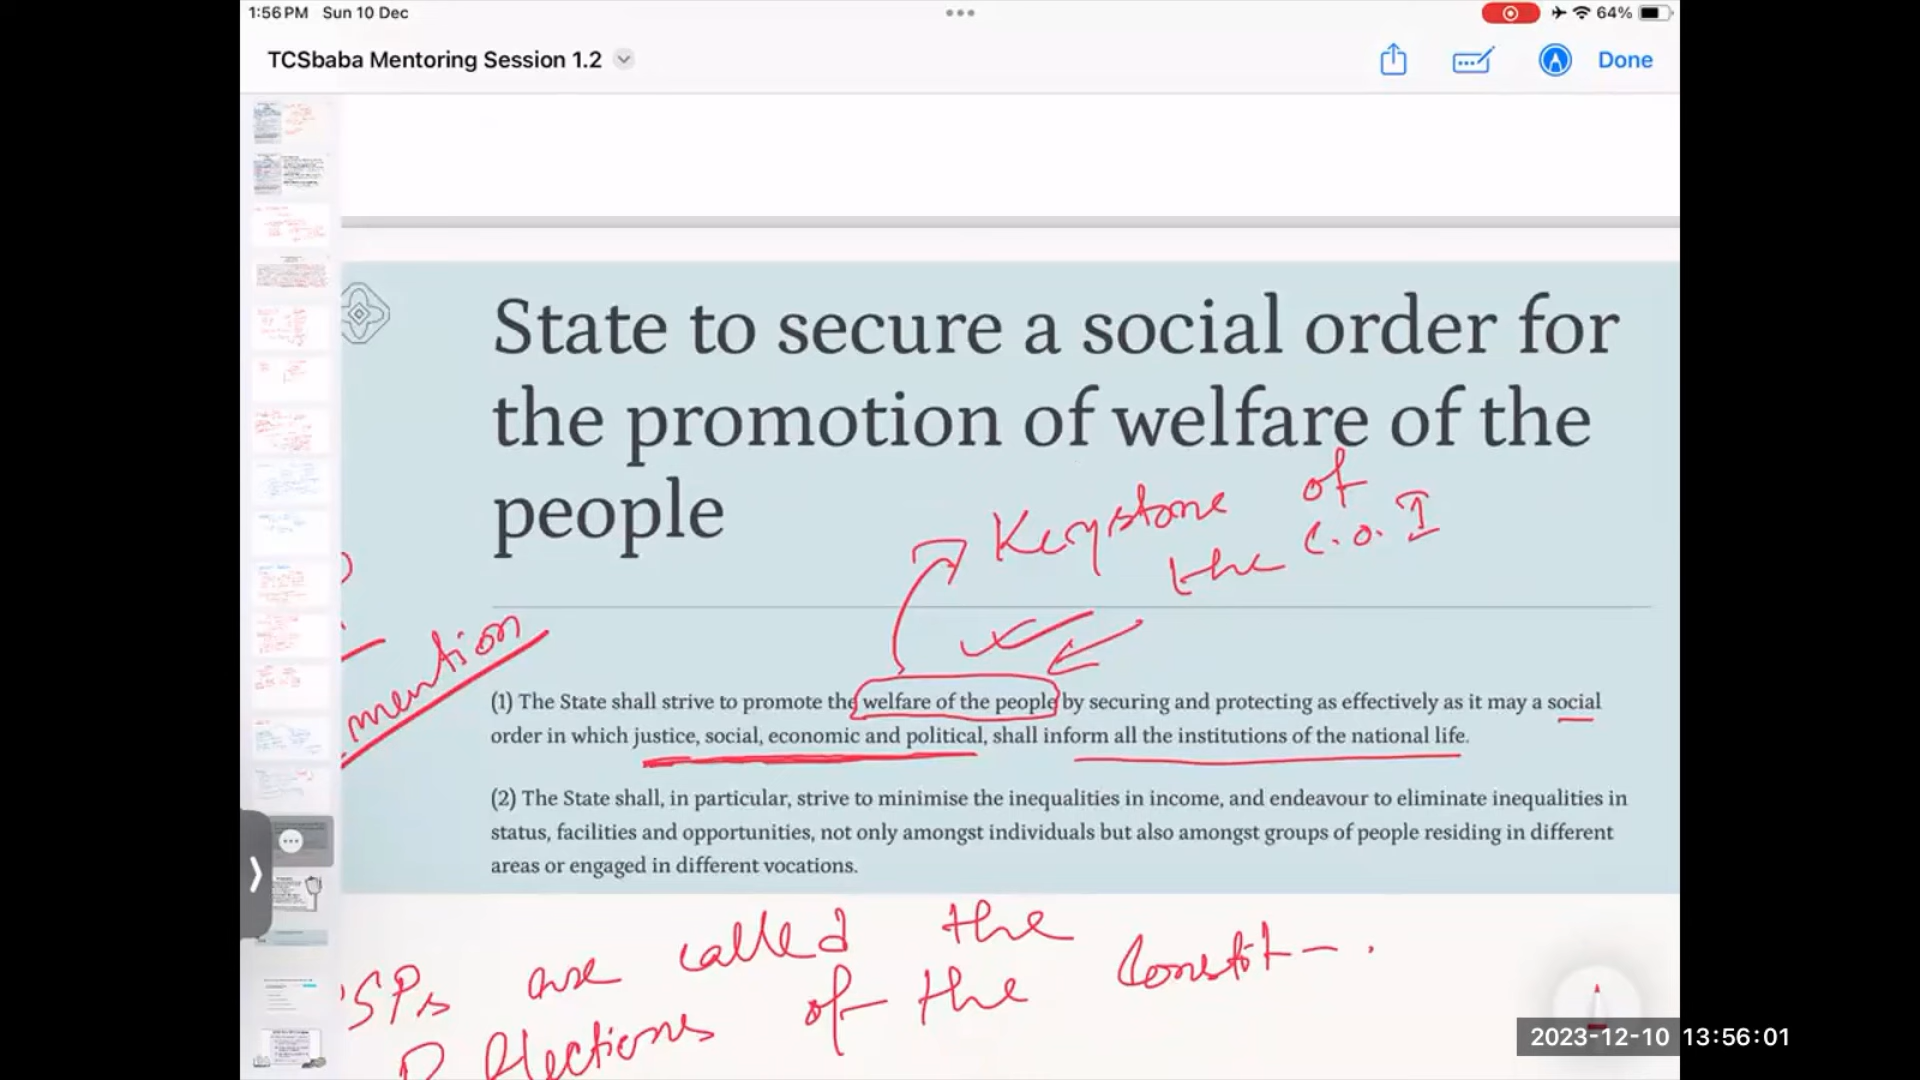 1:56 PM Sun 10 Dec
64%
TCSbaba Mentoring Session 1.2
Done
State to secure a social order for
the promotion of welfare of the
people
Keystone of
the C.O.I
mention
(1) The State shall strive to promote the welfare of the people by securing and protecting as effectively as it may a social
order in which justice, social, economic and political, shall inform all the institutions of the national life.
(2) The State shall, in particular, strive to minimise the inequalities in income, and endeavour to eliminate inequalities in
status, facilities and opportunities, not only amongst individuals but also amongst groups of people residing in different
areas or engaged in different vocations.
SPs are called the
of the Constit
2023-12-10 13:56:01